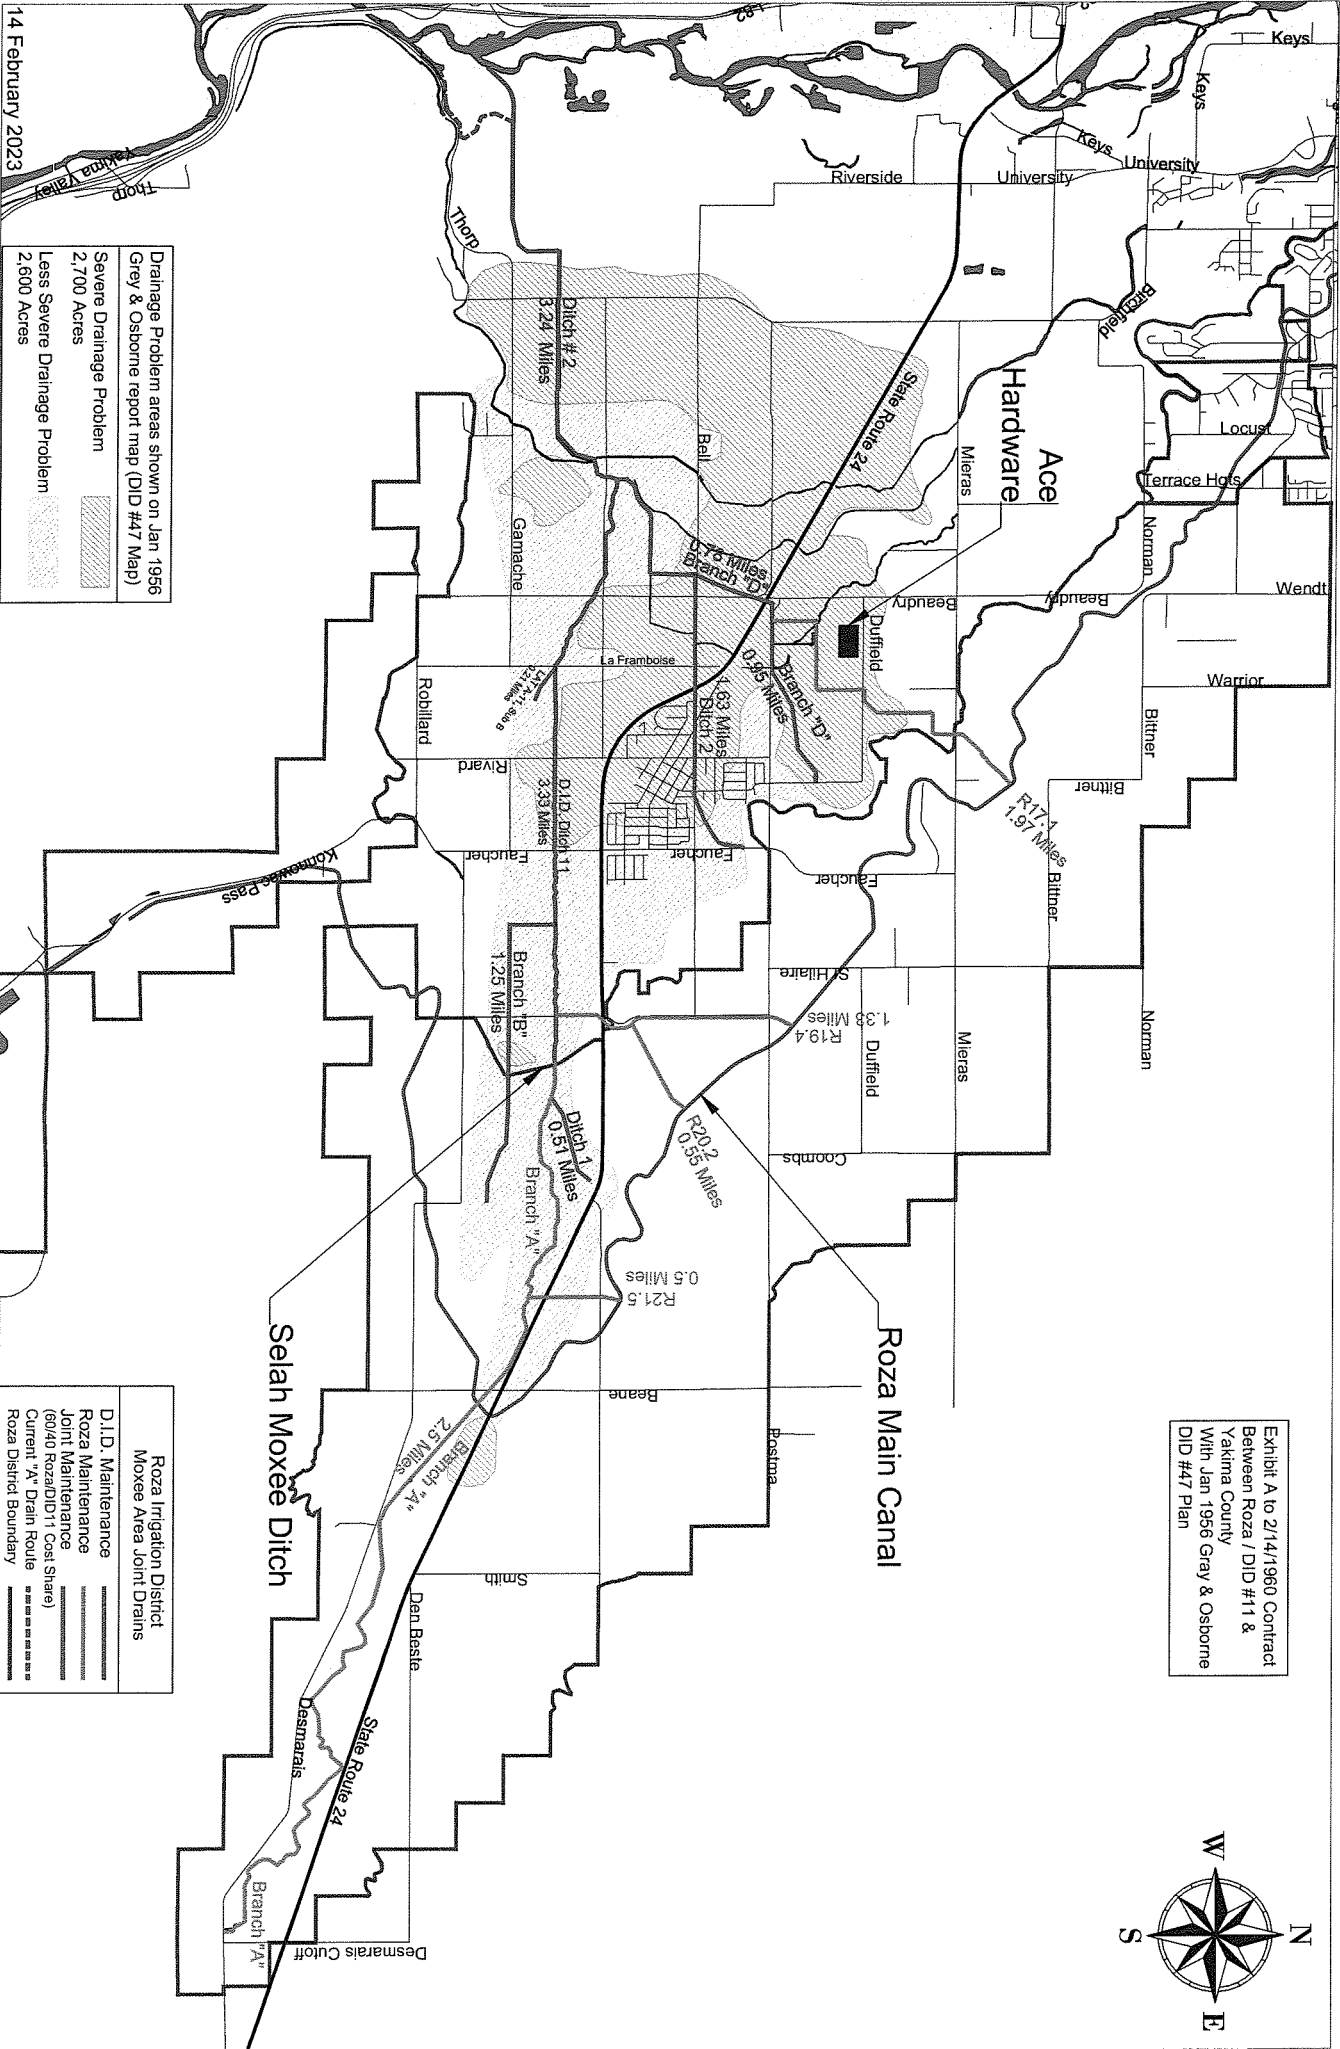 Exhibit A to 2/14/1960 Contract
Between Roza / DID #11 &
Yakima County
With Jan 1956 Gray & Osborne
DID #47 Plan
N
W
E
S
Keys
Keys
Keys
University
University
Riverside
Birchfield
Locust
Terrace Hgts
Norman
Wendt
Beaudry
Beaudry
Warrior
Bittner
Bittner
Bittner
Norman
Mieras
Mieras
Ace
Hardware
State Route 24
Duffield
Duffield
Bell
Thorp
Thorp
Yakima Valley
Ditch # 2
3.24 Miles
Gamache
0.76 Miles
Branch "D"
Branch "D"
0.95 Miles
1.63 Miles
Ditch 2
La Framboise
LAT A-11, Sub B
0.21 Miles
Robillard
Rivard
D.I.D. Ditch 11
3.33 Miles
Faucher
Faucher
Faucher
Konnowac Pass
R17.1
1.97 Miles
St Hilaire
R19.4
1.33 Miles
R20.2
0.55 Miles
Coombs
Branch "B"
1.25 Miles
Ditch 1
0.51 Miles
Branch "A"
R21.5
0.5 Miles
Roza Main Canal
Selah Moxee Ditch
Beane
Postma
Branch "A"
2.5 Miles
Smith
Den Beste
State Route 24
Desmarais
Branch "A"
Desmarais Cutoff
Drainage Problem areas shown on Jan 1956
Grey & Osborne report map (DID #47 Map)
Severe Drainage Problem
2,700 Acres
Less Severe Drainage Problem
2,600 Acres
Roza Irrigation District
Moxee Area Joint Drains
D.I.D. Maintenance
Roza Maintenance
Joint Maintenance
(60/40 Roza/DID11 Cost Share)
Current "A" Drain Route
Roza District Boundary
14 February 2023